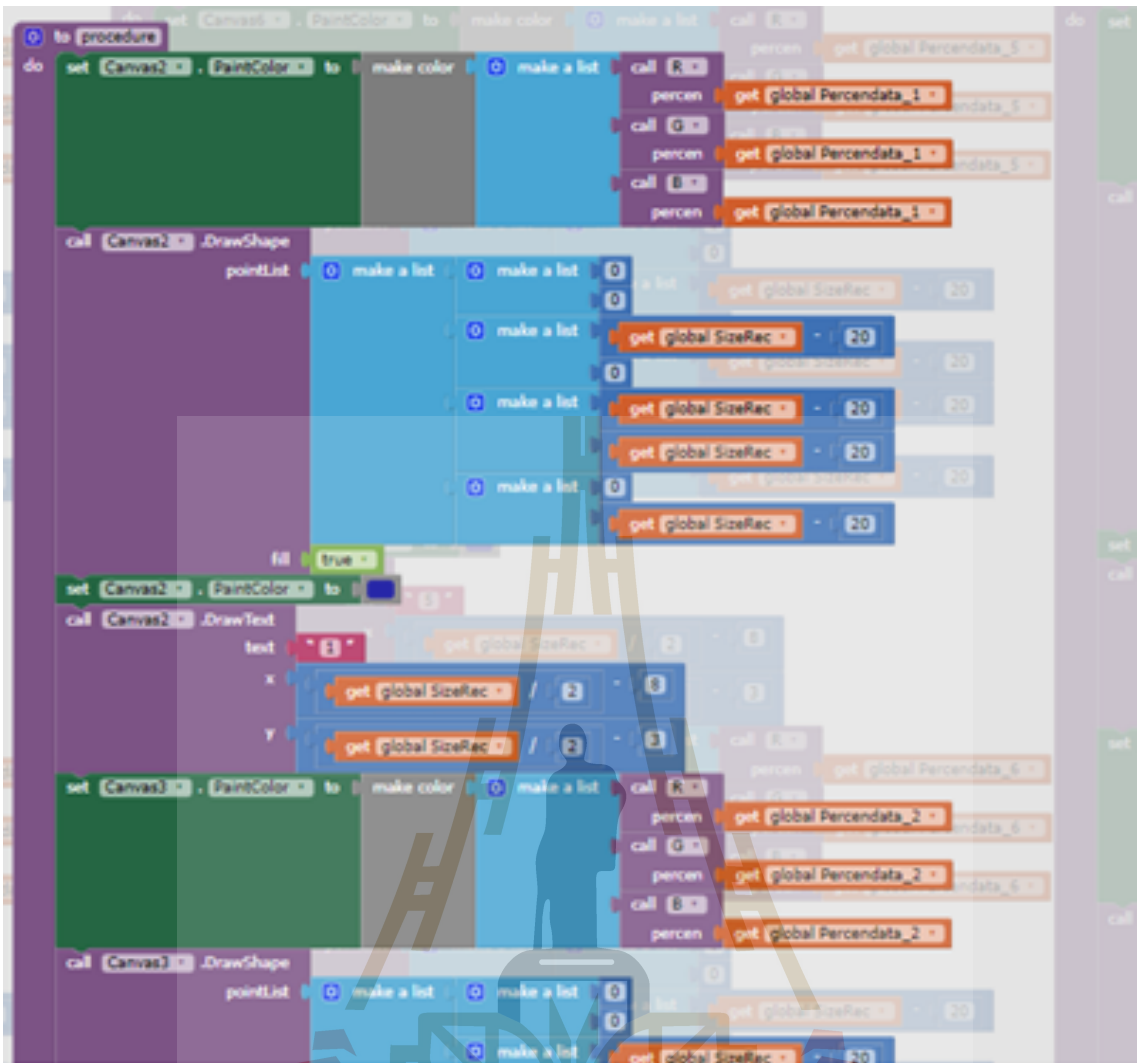 to procedure
do set Canvas2 . PaintColor to make color make a list call R
percen get global Percendata_1
call G
percen get global Percendata_1
call B
percen get global Percendata_1
call Canvas2 .DrawShape
pointList make a list make a list 0
0
make a list get global SizeRec - 20
0
make a list get global SizeRec - 20
get global SizeRec - 20
make a list 0
get global SizeRec - 20
fill true
set Canvas2 . PaintColor to
call Canvas2 .DrawText
text " 1 "
x get global SizeRec / 2 - 8
y get global SizeRec / 2 - 3
set Canvas3 . PaintColor to make color make a list call R
percen get global Percendata_2
call G
percen get global Percendata_2
call B
percen get global Percendata_2
call Canvas3 .DrawShape
pointList make a list make a list 0
0
make a list get global SizeRec - 20